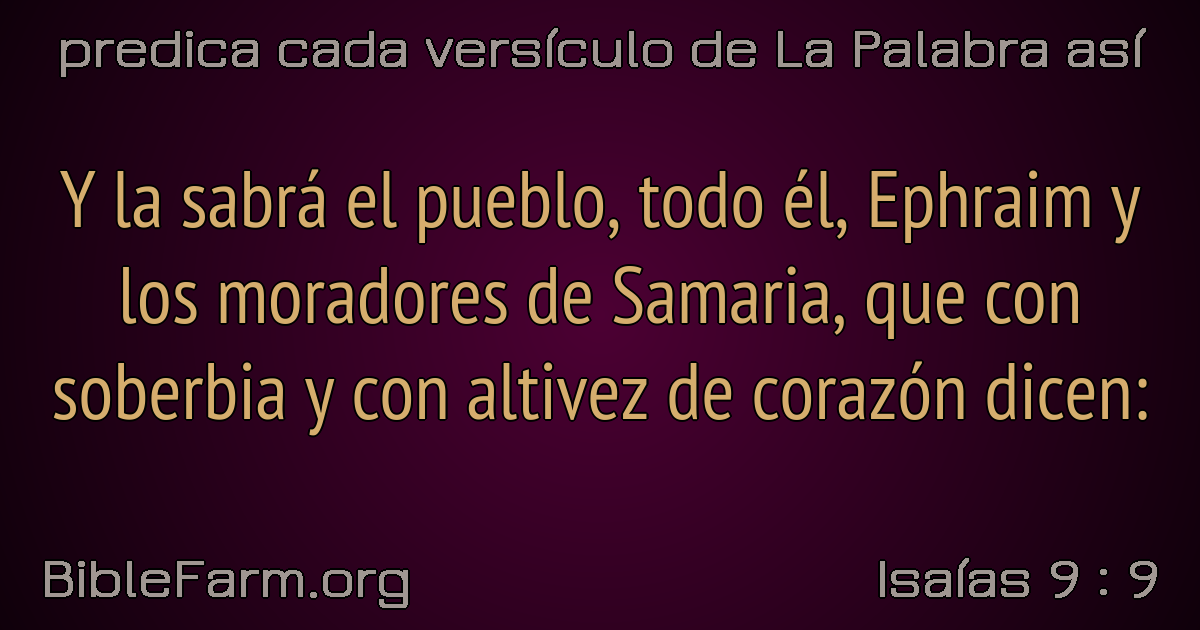 predica cada versículo de La Palabra así
Y la sabrá el pueblo, todo él, Ephraim y
los moradores de Samaria, que con
soberbia y con altivez de corazón dicen:
BibleFarm.org
Isaías 9 : 9